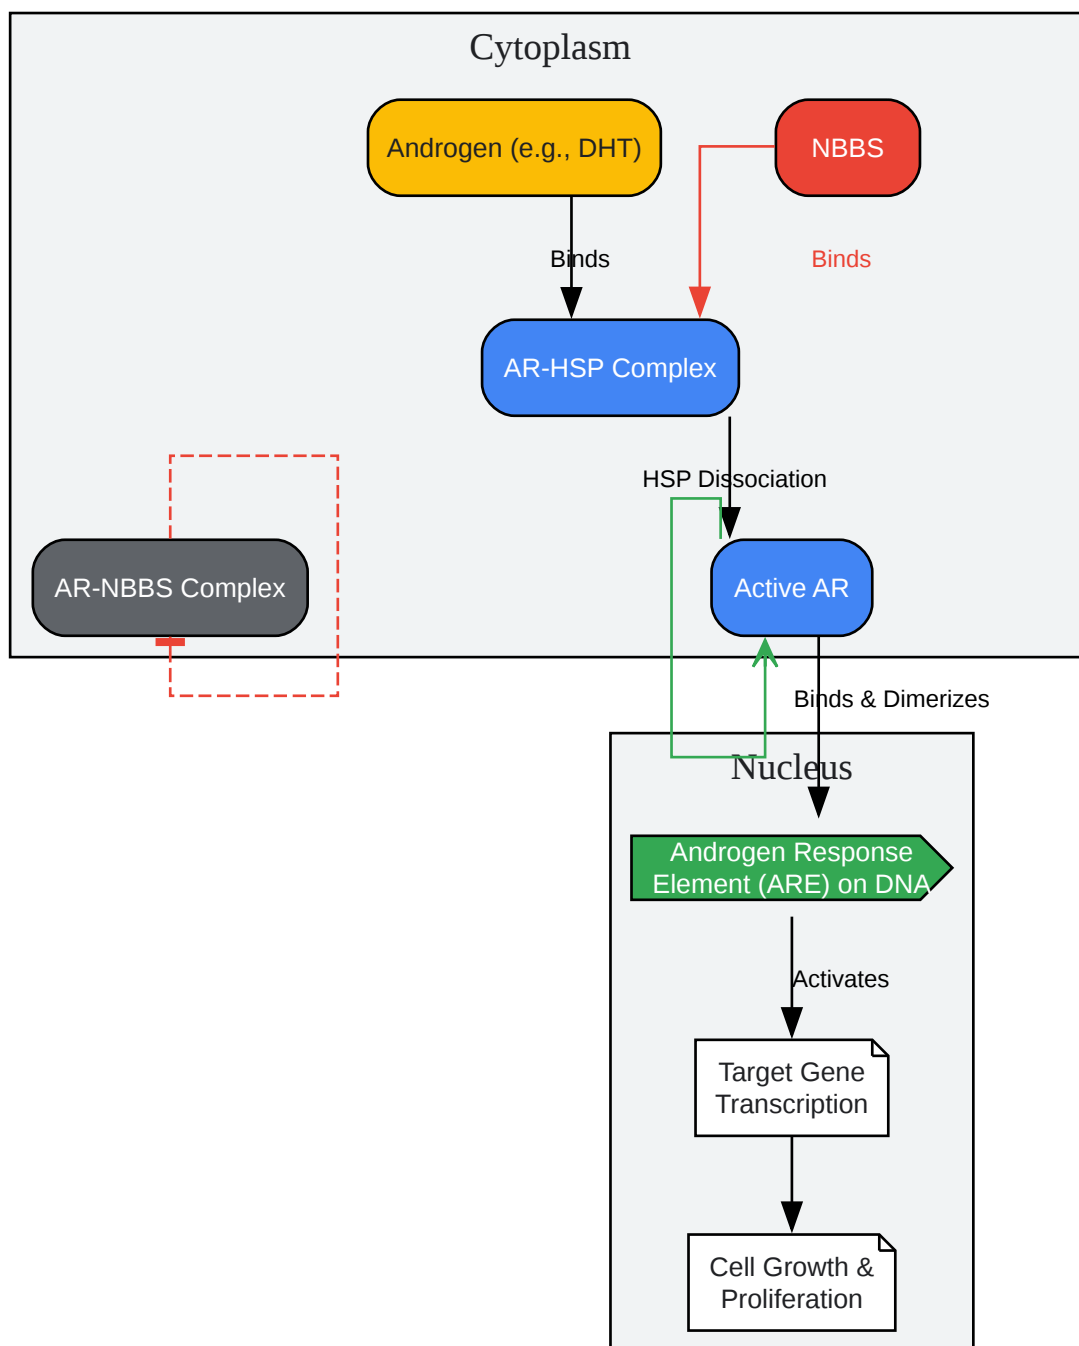 Cytoplasm
Androgen (e.g., DHT)
NBBS
Binds
Binds
AR-HSP Complex
HSP Dissociation
AR-NBBS Complex
Active AR
Binds & Dimerizes
Nucleus
Androgen Response
Element (ARE) on DNA
Activates
Target Gene
Transcription
Cell Growth &
Proliferation